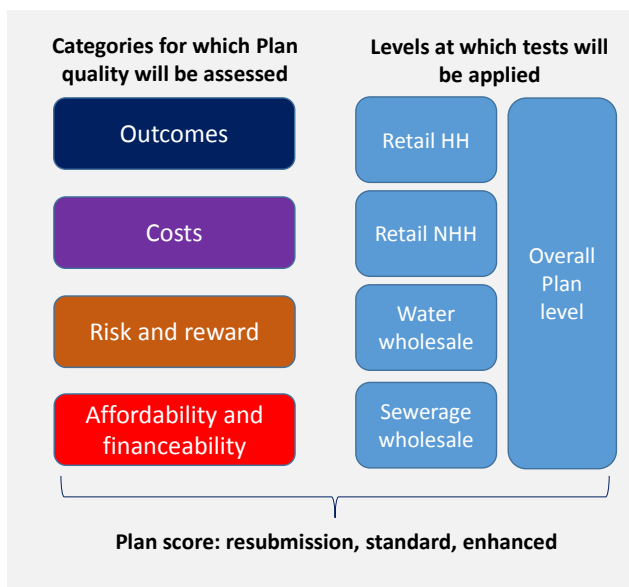 Categories for which Plan
quality will be assessed
Outcomes
Costs
Risk and reward
Affordability and
financeability
Levels at which tests will
be applied
Retail HH
Retail NHH
Water
wholesale
Sewerage
wholesale
Overall
Plan
level
Plan score: resubmission, standard, enhanced